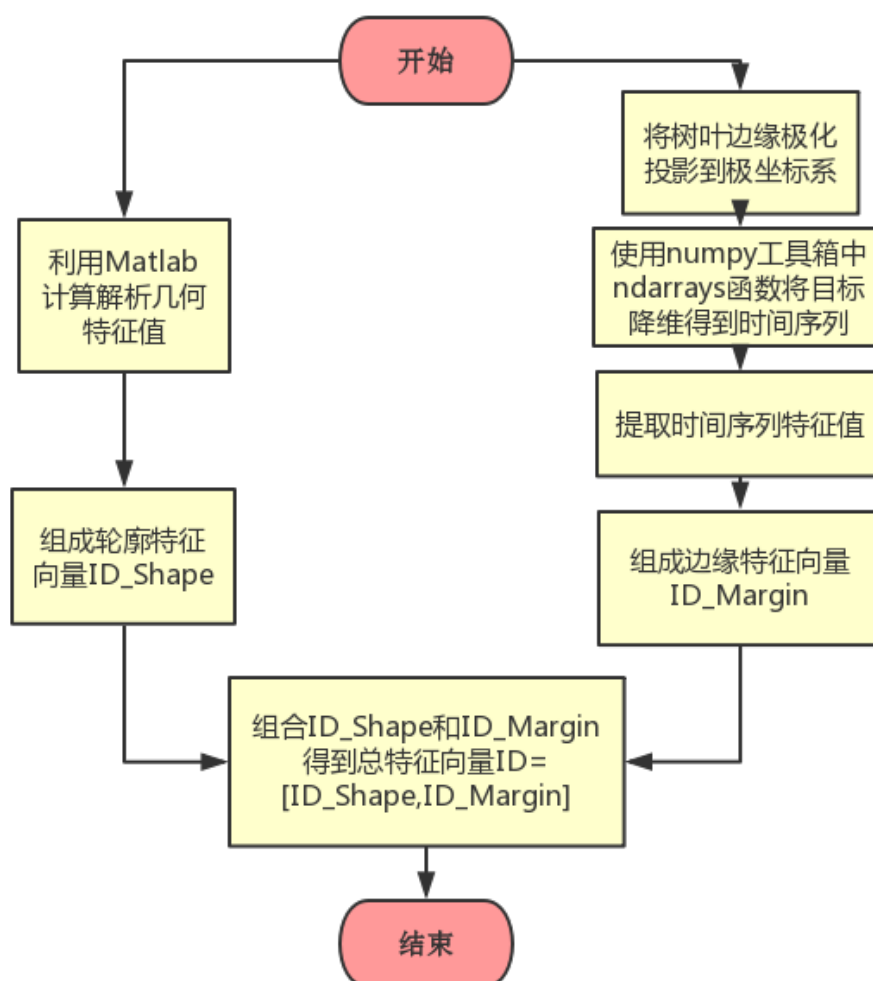 开始
利用Matlab
计算解析几何
特征值
组成轮廓特征
向量ID_Shape
将树叶边缘极化
投影到极坐标系
使用numpy工具箱中
ndarrays函数将目标
降维得到时间序列
提取时间序列特征值
组成边缘特征向量
ID_Margin
组合ID_Shape和ID_Margin
得到总特征向量ID=
[ID_Shape,ID_Margin]
结束